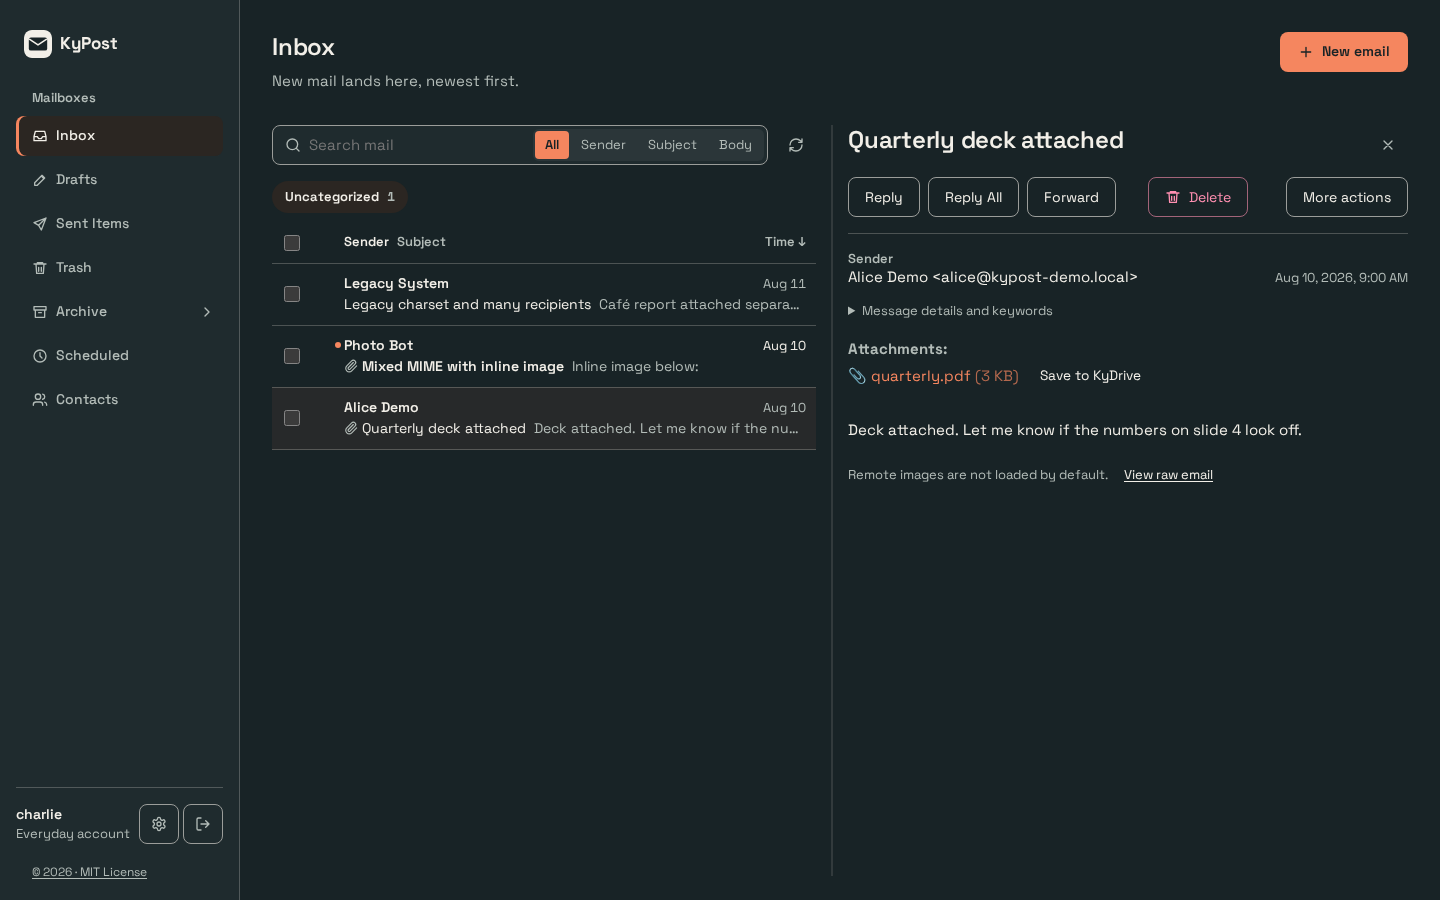 KyPost
Mailboxes
Inbox
Drafts
Sent Items
Trash
Archive
Scheduled
Contacts
charlie
Everyday account
© 2026 · MIT License
Inbox
New mail lands here, newest first.
New email
Search mail
All Sender Subject Body
Uncategorized 1
Sender Subject Time ↓
Legacy System Aug 11
Legacy charset and many recipients Café report attached separa...
Photo Bot Aug 10
Mixed MIME with inline image Inline image below:
Alice Demo Aug 10
Quarterly deck attached Deck attached. Let me know if the nu...
Quarterly deck attached
Reply Reply All Forward Delete More actions
Sender
Alice Demo <alice@kypost-demo.local> Aug 10, 2026, 9:00 AM
Message details and keywords
Attachments:
quarterly.pdf (3 KB) Save to KyDrive
Deck attached. Let me know if the numbers on slide 4 look off.
Remote images are not loaded by default. View raw email